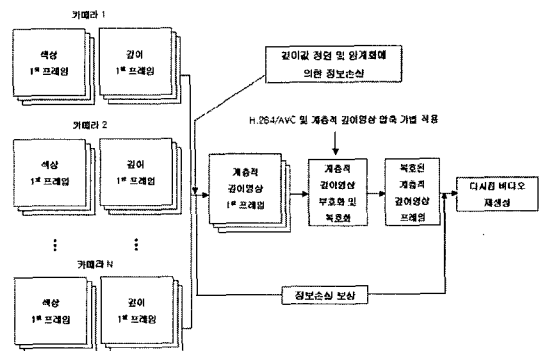 카메라 1
색상
1st 프레임
깊이
1st 프레임
카메라 2
색상
1st 프레임
깊이
1st 프레임
카메라 N
색상
1st 프레임
깊이
1st 프레임
깊이값 정렬 및 임계화에
의한 정보손실
H.264/AVC 및 계층적 깊이영상 압축 기법 적용
계층적
깊이영상
1st 프레임
계층적
깊이영상
부호화 및
복호화
복호된
계층적
깊이영상
프레임
다시점 비디오
재생성
정보손실 보상